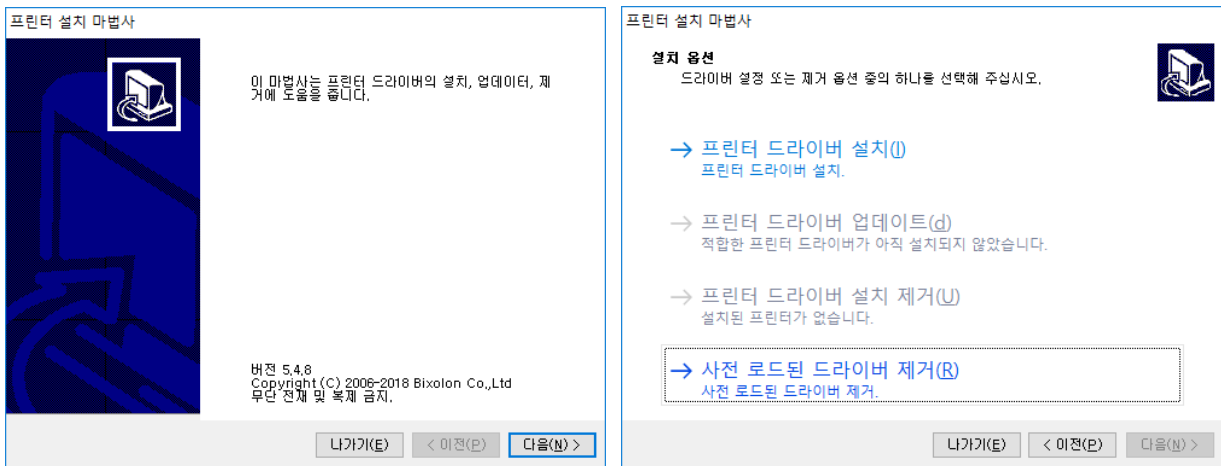 프린터 설치 마법사
이 마법사는 프린터 드라이버의 설치, 업데이터, 제
거에 도움을 줍니다.
버전 5.4.8
Copyright (C) 2006-2018 Bixolon Co.,Ltd
무단 전재 및 복제 금지.
나가기(E)
< 이전(P)
다음(N) >
프린터 설치 마법사
설치 옵션
드라이버 설정 또는 제거 옵션 중의 하나를 선택해 주십시오.
→ 프린터 드라이버 설치(I)
프린터 드라이버 설치.
→ 프린터 드라이버 업데이트(d)
적합한 프린터 드라이버가 아직 설치되지 않았습니다.
→ 프린터 드라이버 설치 제거(U)
설치된 프린터가 없습니다.
→ 사전 로드된 드라이버 제거(R)
사전 로드된 드라이버 제거.
나가기(E)
< 이전(P)
다음(N) >